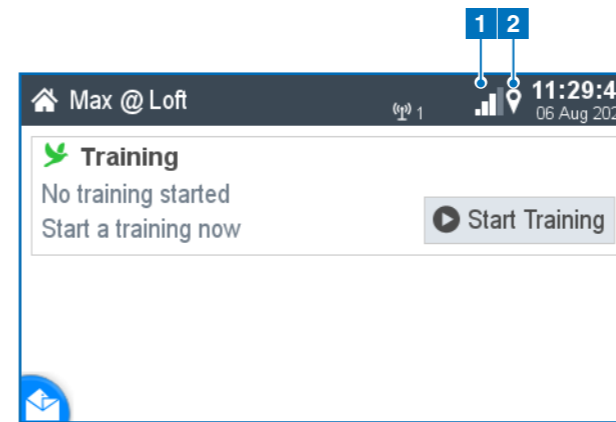 1 2
Max @ Loft
1
11:29:4
06 Aug 202
Training
No training started
Start a training now
Start Training